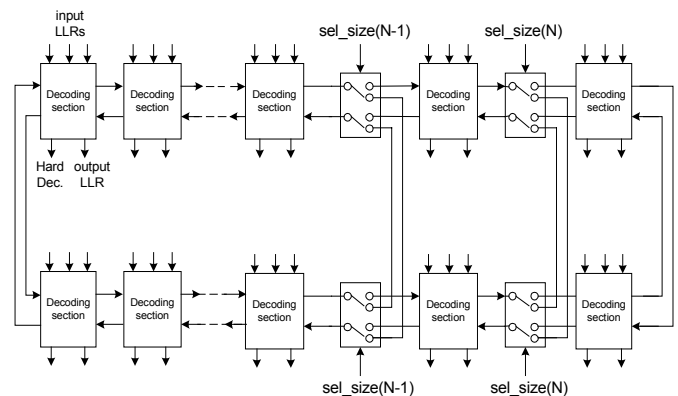 input
LLRs
sel_size(N-1)
sel_size(N)
Decoding
section
Decoding
section
Decoding
section
Decoding
section
Decoding
section
Hard
Dec.
output
LLR
Decoding
section
Decoding
section
Decoding
section
Decoding
section
Decoding
section
sel_size(N-1)
sel_size(N)